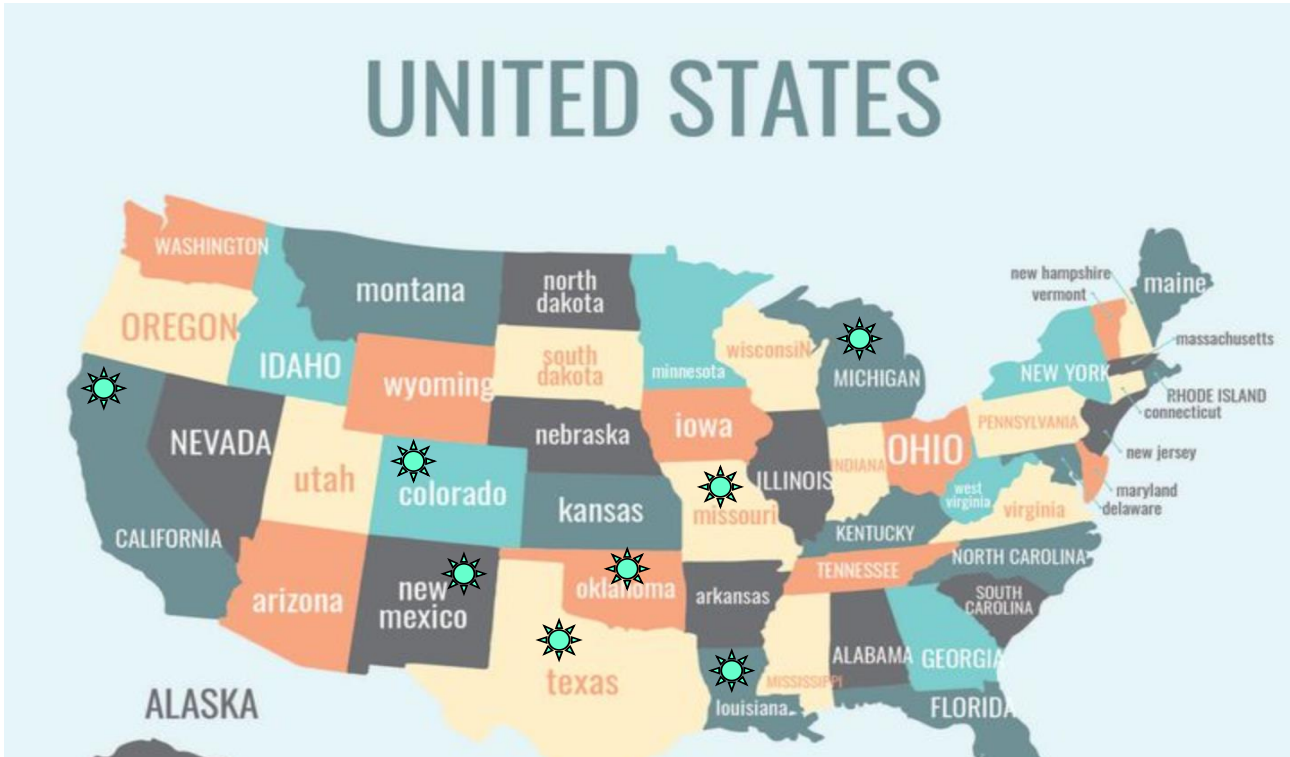 UNITED STATES
WASHINGTON
montana
north
dakota
new hampshire
vermont
maine
OREGON
IDAHO
wyoming
south
dakota
minnesota
wisconsiN
MICHIGAN
massachusetts
NEW YORK
RHODE ISLAND
connecticut
NEVADA
utah
colorado
nebraska
iowa
ILLINOIS
INDIANA
OHIO
PENNSYLVANIA
new jersey
west
virginia
virginia
maryland
delaware
CALIFORNIA
kansas
missouri
KENTUCKY
NORTH CAROLINA
arizona
new
mexico
oklahoma
arkansas
TENNESSEE
SOUTH
CAROLINA
texas
louisiana
MISSISSIPPI
ALABAMA
GEORGIA
FLORIDA
ALASKA